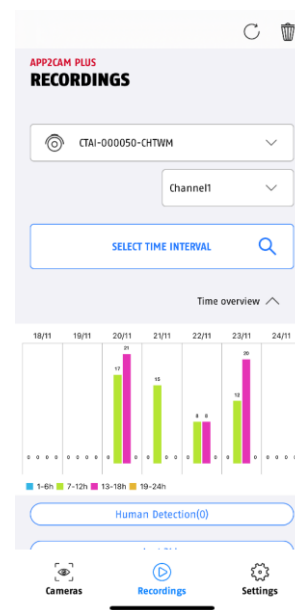 APP2CAM PLUS
RECORDINGS
CTAI-000050-CHTWM
Channel1
SELECT TIME INTERVAL
Time overview
18/11 19/11 20/11 21/11 22/11 23/11 24/11
21
20
17
15
12
8 8
0 0 0 0 0 0 0 0 0 0 0 0 0 0 0 0 0 0 0 0
1-6h 7-12h 13-18h 19-24h
Human Detection(0)
Cameras Recordings Settings